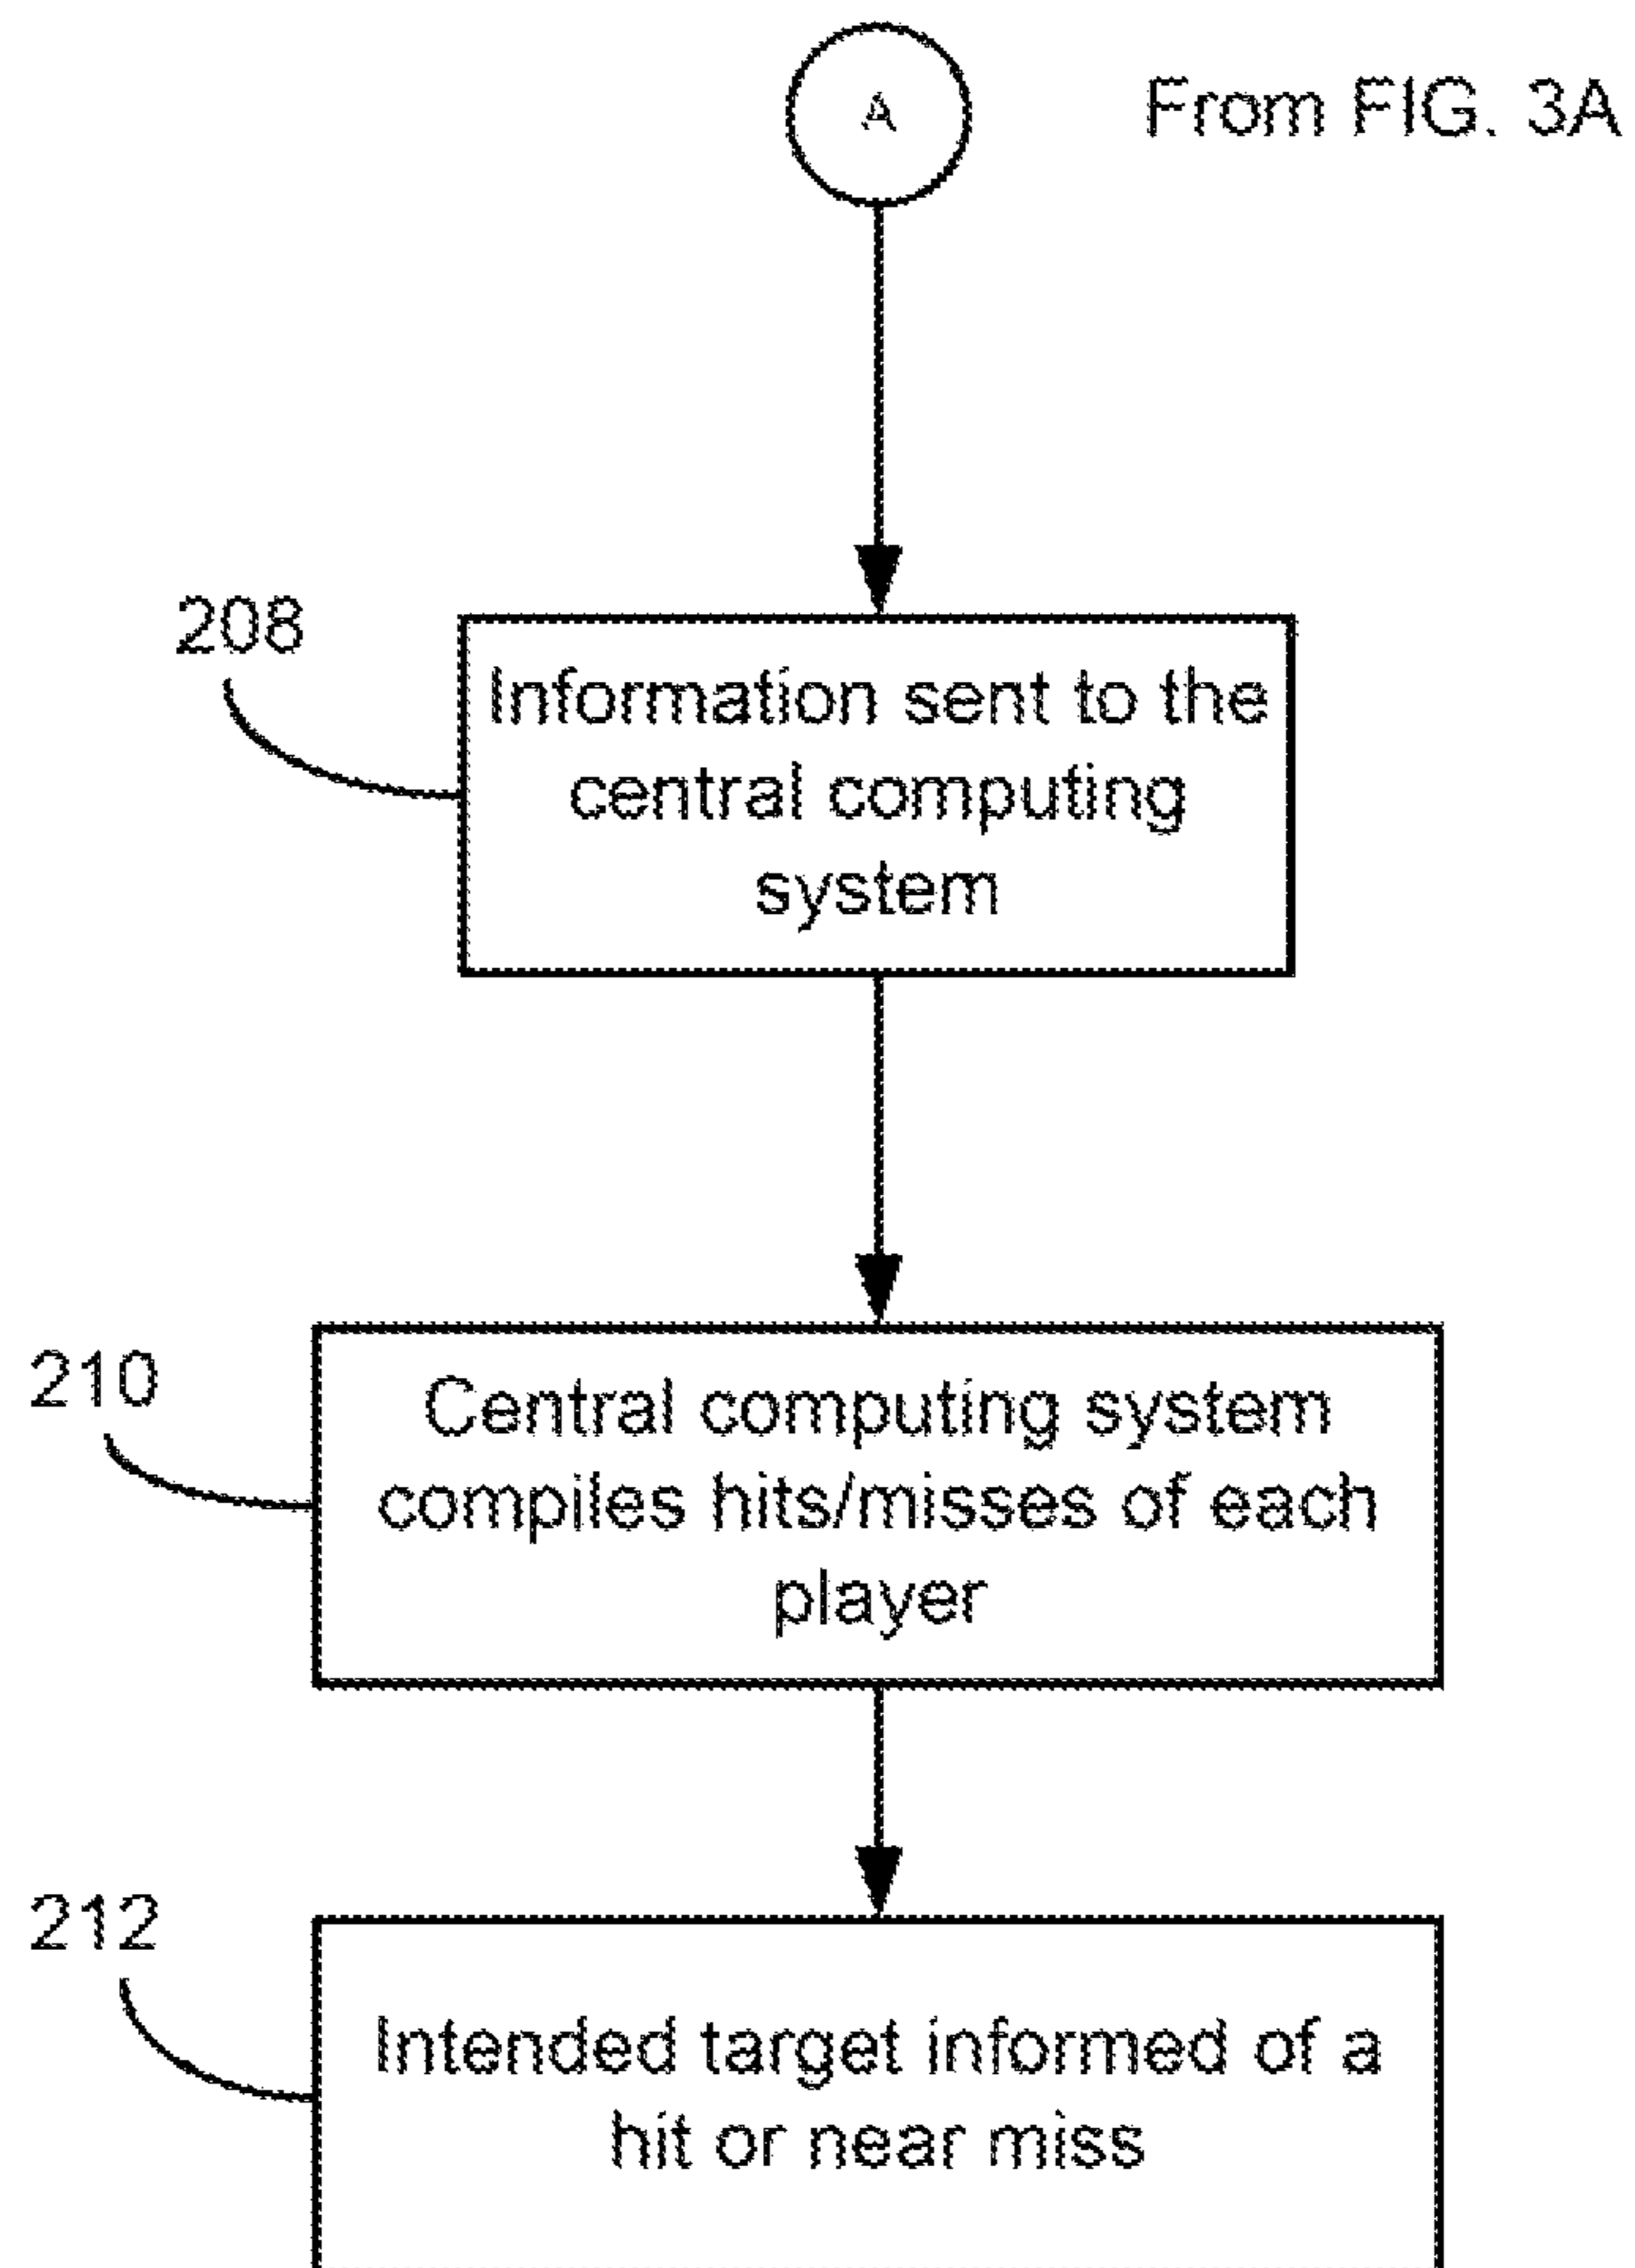 A
From FIG. 3A
208
Information sent to the
central computing
system
210
Central computing system
compiles hits/misses of each
player
212
Intended target informed of a
hit or near miss